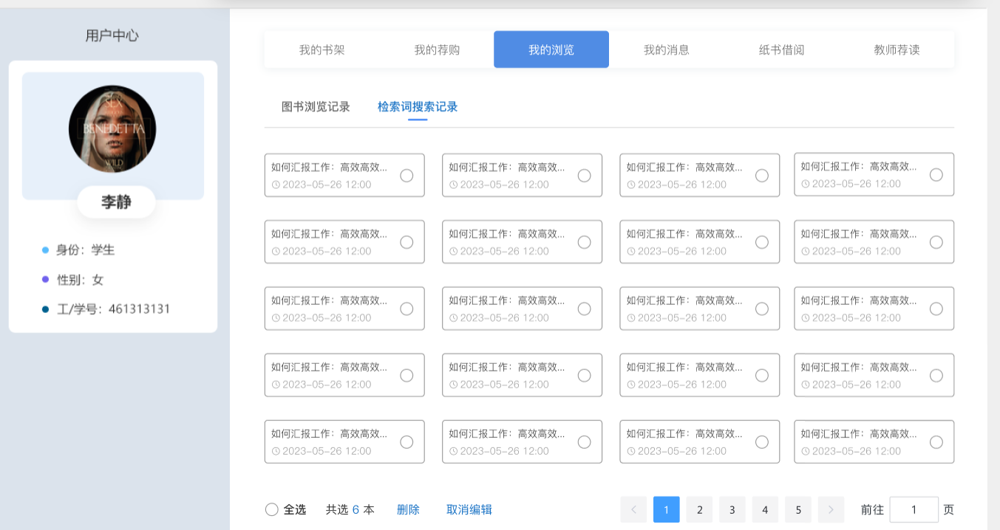 用户中心
REX
BENEDETTA
WILD
李静
身份：学生
性别：女
工/学号：461313131
我的书架 我的荐购 我的浏览 我的消息 纸书借阅 教师荐读
图书浏览记录 检索词搜索记录
如何汇报工作：高效高效... 如何汇报工作：高效高效... 如何汇报工作：高效高效... 如何汇报工作：高效高效...
2023-05-26 12:00 2023-05-26 12:00 2023-05-26 12:00 2023-05-26 12:00
如何汇报工作：高效高效... 如何汇报工作：高效高效... 如何汇报工作：高效高效... 如何汇报工作：高效高效...
2023-05-26 12:00 2023-05-26 12:00 2023-05-26 12:00 2023-05-26 12:00
如何汇报工作：高效高效... 如何汇报工作：高效高效... 如何汇报工作：高效高效... 如何汇报工作：高效高效...
2023-05-26 12:00 2023-05-26 12:00 2023-05-26 12:00 2023-05-26 12:00
如何汇报工作：高效高效... 如何汇报工作：高效高效... 如何汇报工作：高效高效... 如何汇报工作：高效高效...
2023-05-26 12:00 2023-05-26 12:00 2023-05-26 12:00 2023-05-26 12:00
如何汇报工作：高效高效... 如何汇报工作：高效高效... 如何汇报工作：高效高效... 如何汇报工作：高效高效...
2023-05-26 12:00 2023-05-26 12:00 2023-05-26 12:00 2023-05-26 12:00
全选 共选 6 本 删除 取消编辑 < 1 2 3 4 5 > 前往 1 页